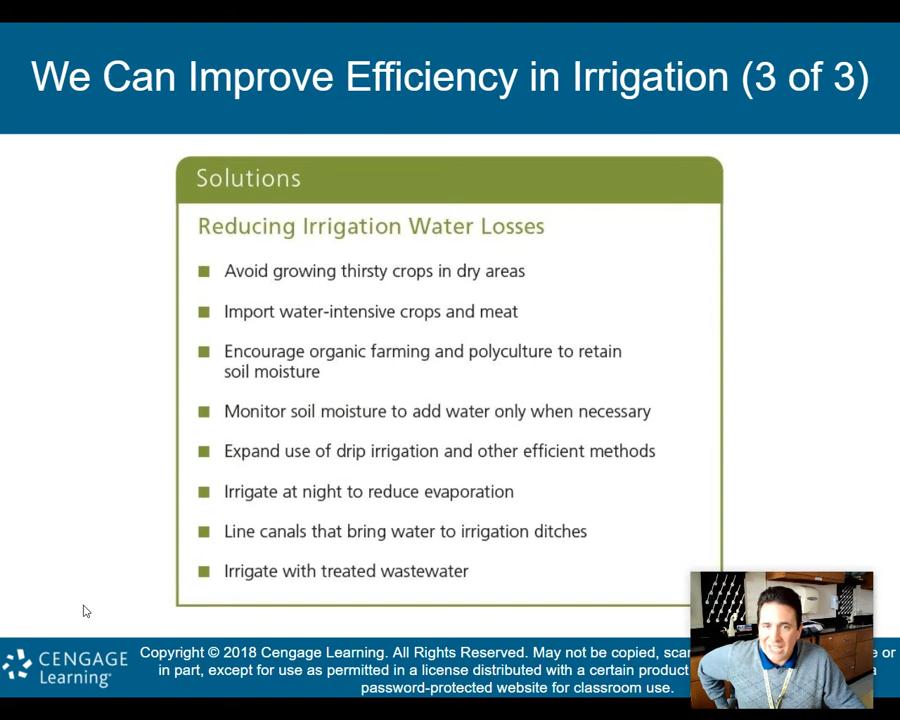 We Can Improve Efficiency in Irrigation (3 of 3)
Solutions
Reducing Irrigation Water Losses
Avoid growing thirsty crops in dry areas
Import water-intensive crops and meat
Encourage organic farming and polyculture to retain
soil moisture
Monitor soil moisture to add water only when necessary
Expand use of drip irrigation and other efficient methods
Irrigate at night to reduce evaporation
Line canals that bring water to irrigation ditches
Irrigate with treated wastewater
CENGAGE
Learning
Copyright © 2018 Cengage Learning. All Rights Reserved. May not be copied, or
in part, except for use as permitted in a license distributed with a certain product a
password-protected website for classroom use.